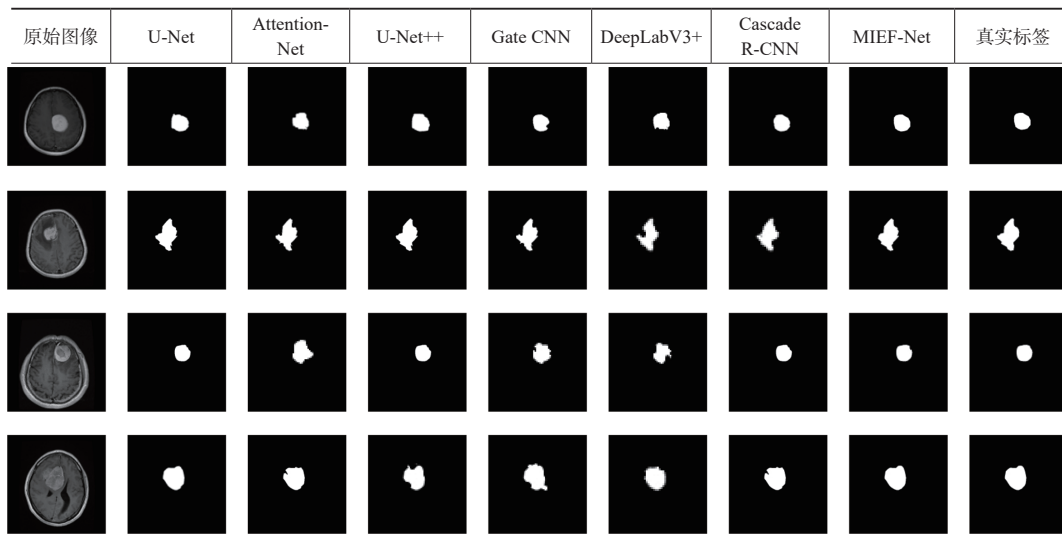 原始图像
U-Net
Attention-
Net
U-Net++
Gate CNN
DeepLabV3+
Cascade
R-CNN
MIEF-Net
真实标签